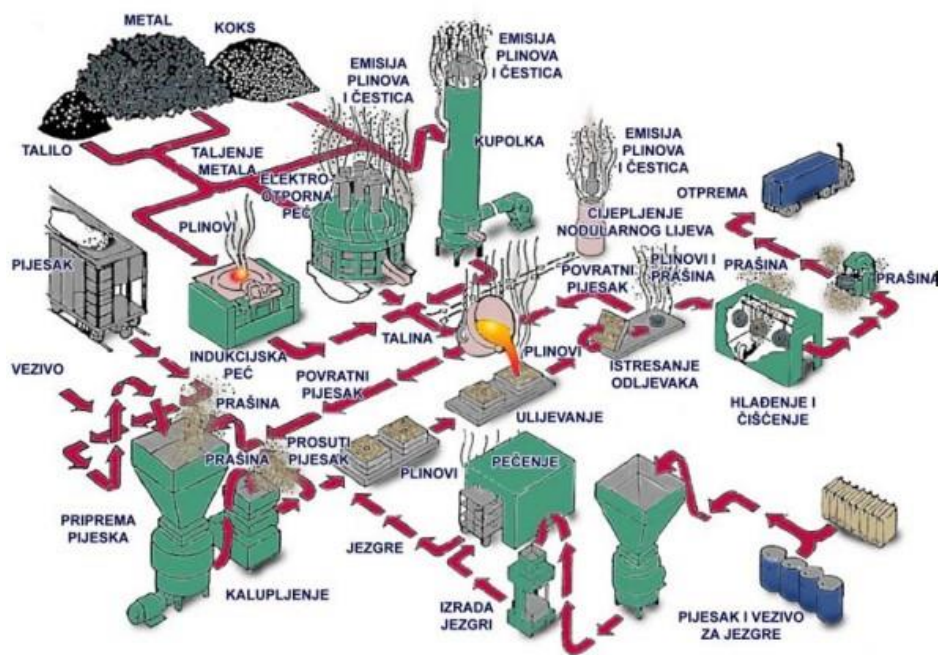 METAL
KOKS
TALILO
TALJENJE
METALA
EMISIJA
PLINOVA
I ČESTICA
EMISIJA
PLINOVA
I ČESTICA
KUPOLKA
ELEKTRO-
OTPORNA
PEĆ
EMISIJA
PLINOVA
I ČESTICA
CIJEPLJENJE
NODULARNOG LIJEVA
OTPREMA
PIJESAK
PLINOVI
INDUKCIJSKA
PEĆ
TALINA
POVRATNI
PIJESAK
PLINOVI I
PRAŠINA
PRAŠINA
PRAŠINA
PLINOVI
ISTRESANJE
ODLJEVAKA
HLAĐENJE I
ČIŠĆENJE
VEZIVO
POVRATNI
PIJESAK
PRAŠINA
ULIJEVANJE
PRAŠINA
PROSUTI
PIJESAK
PLINOVI
PEČENJE
PRIPREMA
PIJESKA
KALUPLJENJE
JEZGRE
IZRADA
JEZGRI
PIJESAK I VEZIVO
ZA JEZGRE